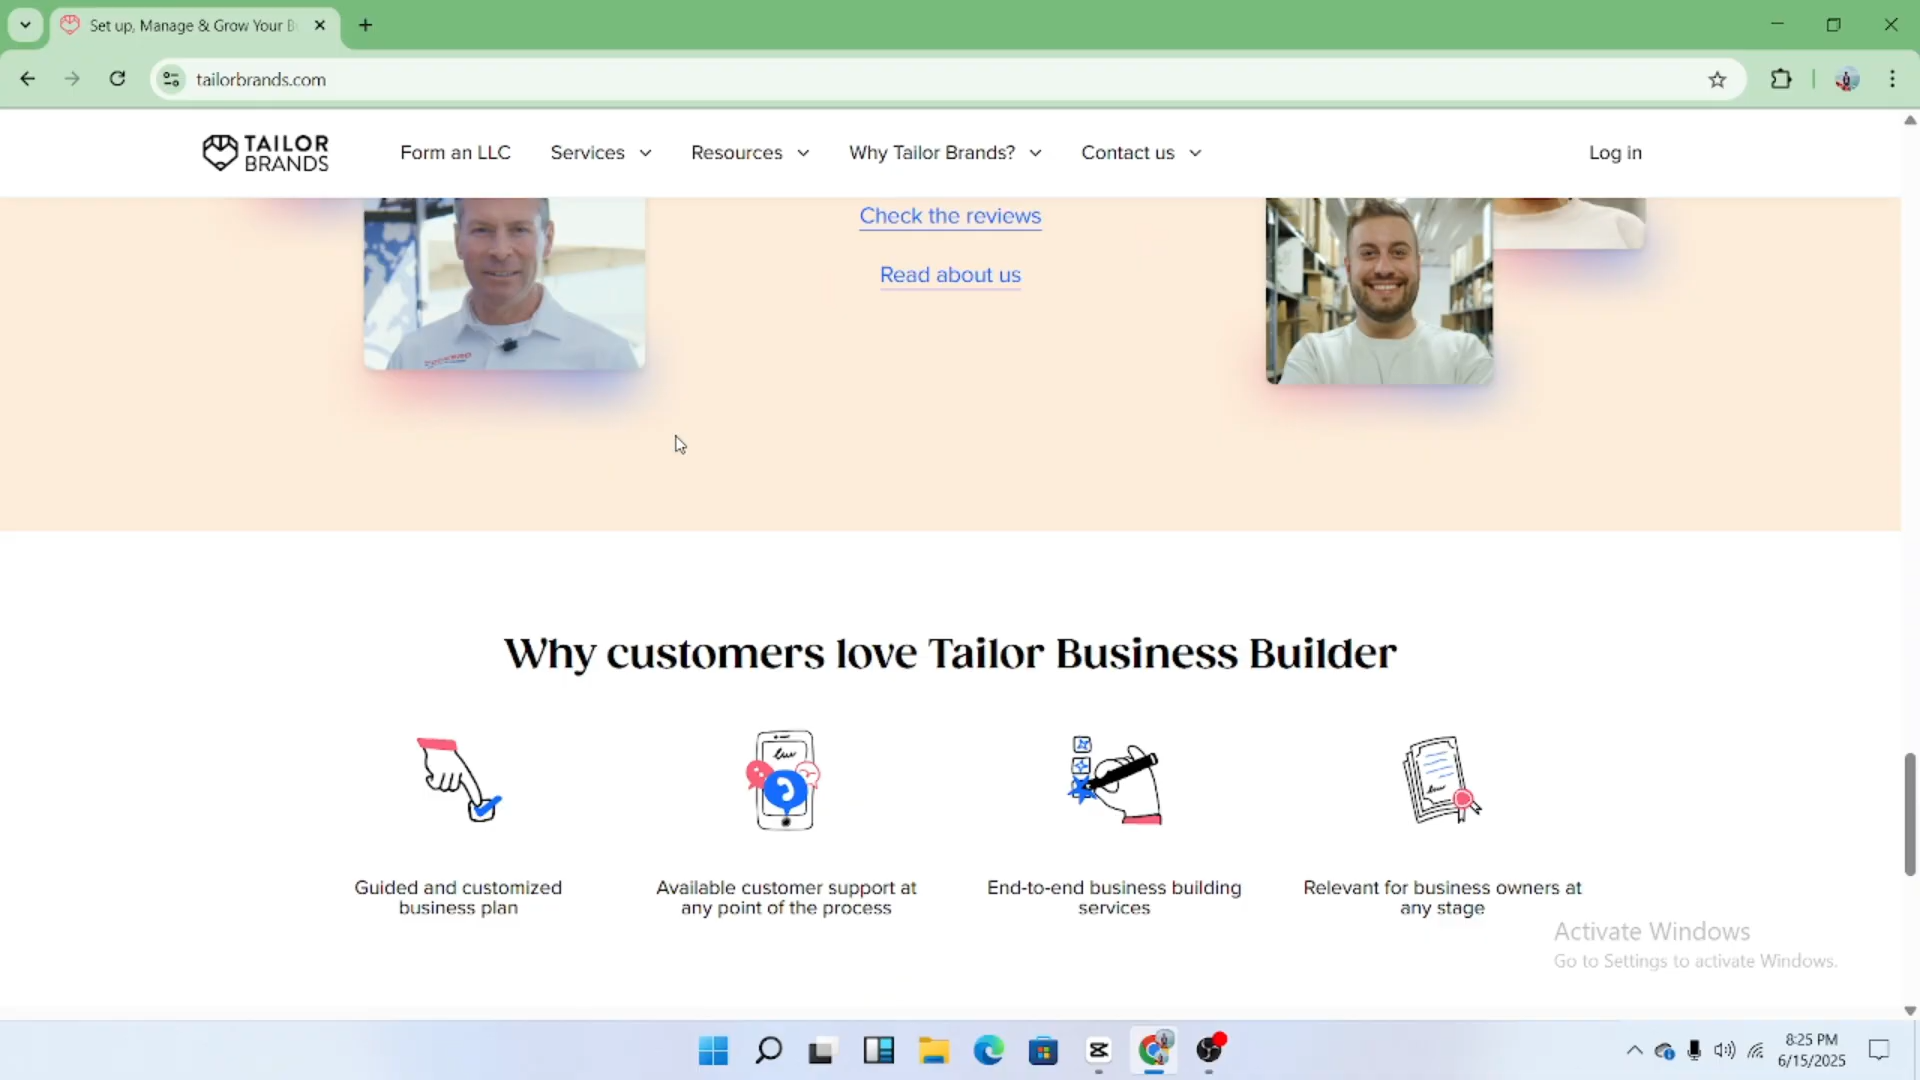 Set up, Manage & Grow Your B
tailorbrands.com
TAILOR
BRANDS
Form an LLC
Services
Resources
Why Tailor Brands?
Contact us
Log in
Check the reviews
Read about us
Why customers love Tailor Business Builder
Guided and customized
business plan
Available customer support at
any point of the process
End-to-end business building
services
Relevant for business owners at
any stage
Activate Windows
Go to Settings to activate Windows.
8:25 PM
6/15/2025